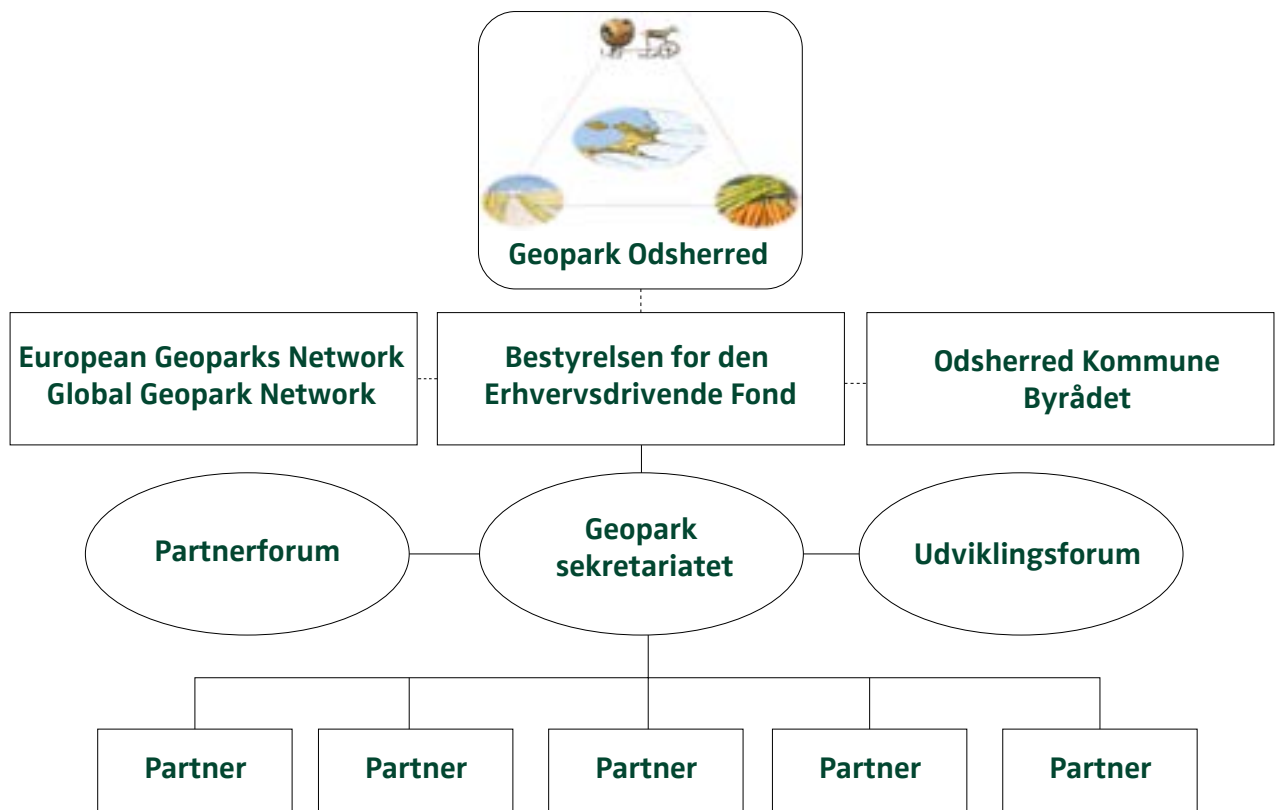 Geopark Odsherred
European Geoparks Network
Global Geopark Network
Bestyrelsen for den
Erhvervsdrivende Fond
Odsherred Kommune
Byrådet
Partnerforum
Geopark
sekretariatet
Udviklingsforum
Partner
Partner
Partner
Partner
Partner